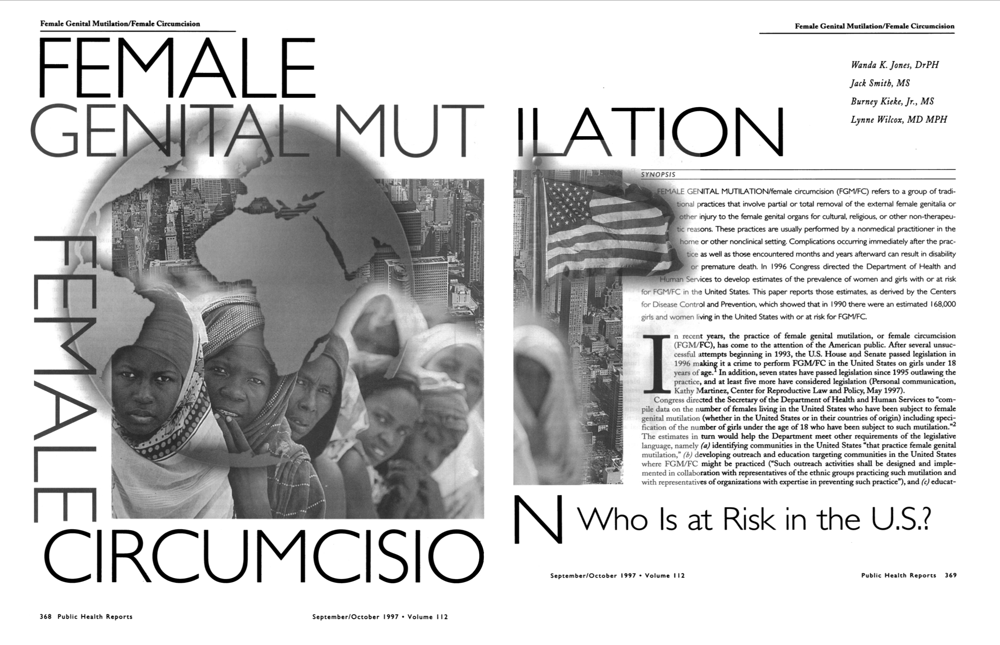 Female Genital Mutilation/Female Circumcision
FEMALE
GENITAL MUT
FEMALE
CIRCUMCISIO
368 Public Health Reports
September/October 1997 • Volume 112
Female Genital Mutilation/Female Circumcision
Wanda K. Jones, DrPH
Jack Smith, MS
Burney Kieke, Jr., MS
Lynne Wilcox, MD MPH
ILATION
SYNOPSIS
FEMALE GENITAL MUTILATION/female circumcision (FGM/FC) refers to a group of tradi-
tional practices that involve partial or total removal of the external female genitalia or
other injury to the female genital organs for cultural, religious, or other non-therapeu-
tic reasons. These practices are usually performed by a nonmedical practitioner in the
home or other nonclinical setting. Complications occurring immediately after the prac-
tice as well as those encountered months and years afterward can result in disability
or premature death. In 1996 Congress directed the Department of Health and
Human Services to develop estimates of the prevalence of women and girls with or at risk
for FGM/FC in the United States. This paper reports those estimates, as derived by the Centers
for Disease Control and Prevention, which showed that in 1990 there were an estimated 168,000
girls and women living in the United States with or at risk for FGM/FC.
In recent years, the practice of female genital mutilation, or female circumcision
(FGM/FC), has come to the attention of the American public. After several unsuc-
cessful attempts beginning in 1993, the U.S. House and Senate passed legislation in
1996 making it a crime to perform FGM/FC in the United States on girls under 18
years of age.1 In addition, seven states have passed legislation since 1995 outlawing the
practice, and at least five more have considered legislation (Personal communication,
Kathy Martinez, Center for Reproductive Law and Policy, May 1997).
Congress directed the Secretary of the Department of Health and Human Services to “com-
pile data on the number of females living in the United States who have been subject to female
genital mutilation (whether in the United States or in their countries of origin) including speci-
fication of the number of girls under the age of 18 who have been subject to such mutilation.”2
The estimates in turn would help the Department meet other requirements of the legislative
language, namely (a) identifying communities in the United States “that practice female genital
mutilation,” (b) developing outreach and education targeting communities in the United States
where FGM/FC might be practiced (“Such outreach activities shall be designed and imple-
mented in collaboration with representatives of the ethnic groups practicing such mutilation and
with representatives of organizations with expertise in preventing such practice”), and (c) educat-
N Who Is at Risk in the U.S.?
September/October 1997 • Volume 112
Public Health Reports 369